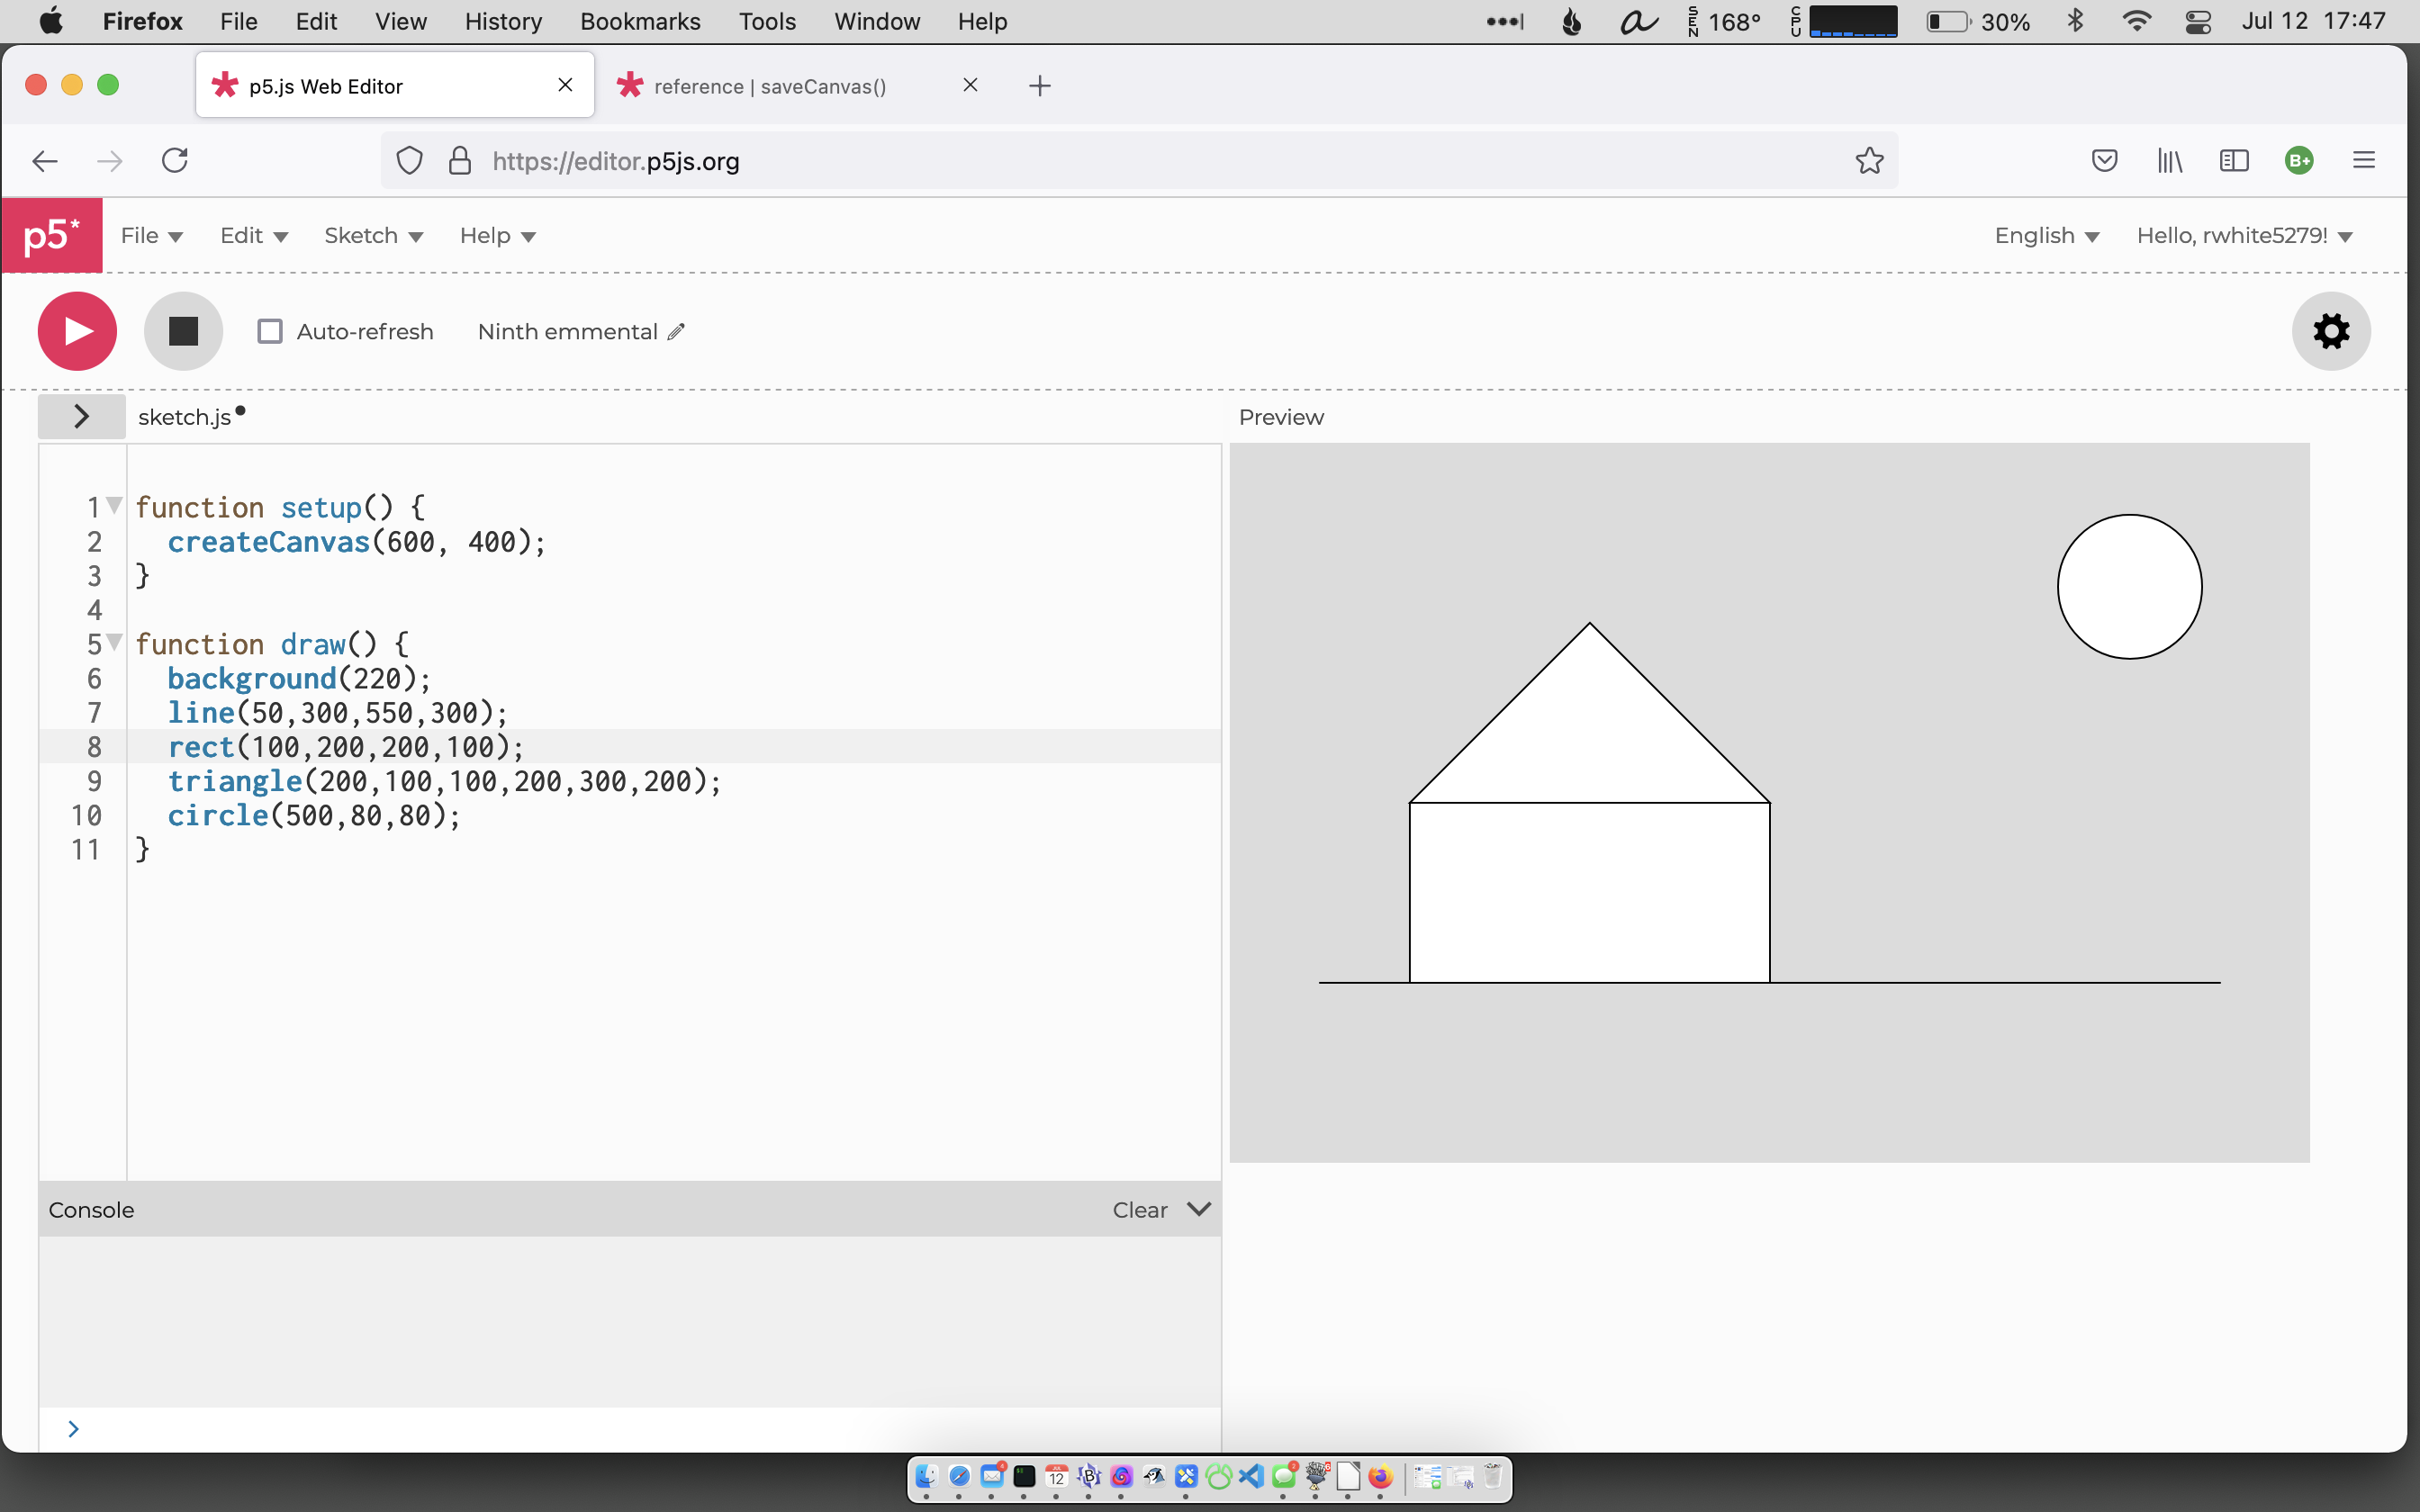 Firefox File Edit View History Bookmarks Tools Window Help SEN 168° CPU 30% Jul 12 17:47
p5.js Web Editor reference | saveCanvas()
https://editor.p5js.org B+
p5* File Edit Sketch Help English Hello, rwhite5279!
Auto-refresh Ninth emmental
sketch.js Preview
1 function setup() {
2 createCanvas(600, 400);
3 }
4
5 function draw() {
6 background(220);
7 line(50,300,550,300);
8 rect(100,200,200,100);
9 triangle(200,100,100,200,300,200);
10 circle(500,80,80);
11 }
Console Clear
>
JUL
12